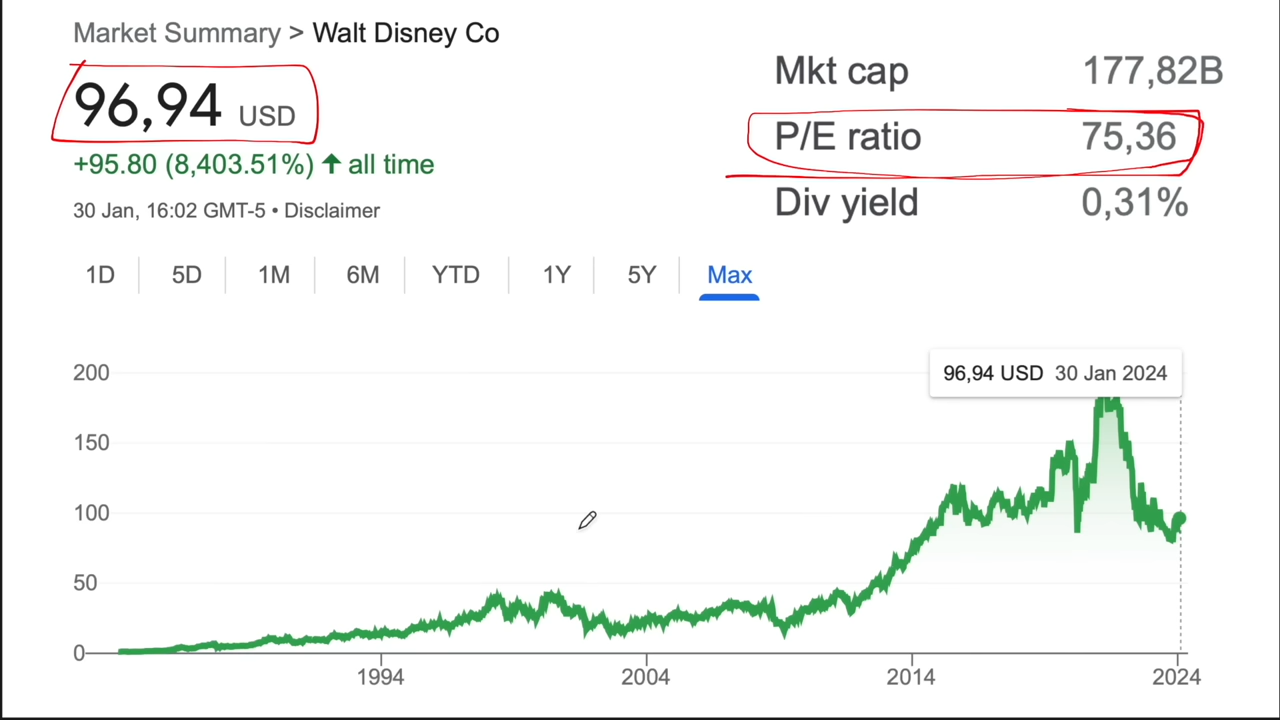 Market Summary > Walt Disney Co
96,94 USD
+95.80 (8,403.51%) ↑ all time
30 Jan, 16:02 GMT-5 • Disclaimer
Mkt cap 177,82B
P/E ratio 75,36
Div yield 0,31%
1D 5D 1M 6M YTD 1Y 5Y Max
96,94 USD 30 Jan 2024
200
150
100
50
0
1994 2004 2014 2024